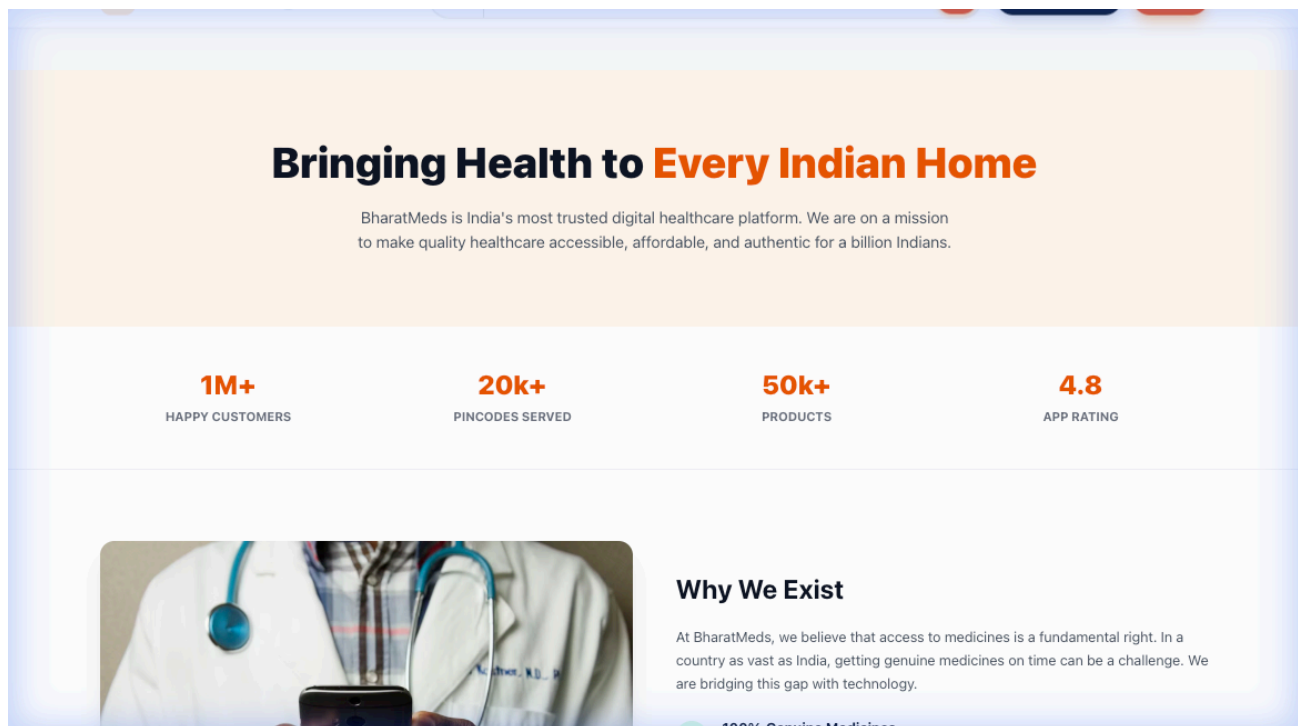 Bringing Health to Every Indian Home
BharatMeds is India's most trusted digital healthcare platform. We are on a mission
to make quality healthcare accessible, affordable, and authentic for a billion Indians.
1M+
HAPPY CUSTOMERS
20k+
PINCODES SERVED
50k+
PRODUCTS
4.8
APP RATING
Why We Exist
At BharatMeds, we believe that access to medicines is a fundamental right. In a
country as vast as India, getting genuine medicines on time can be a challenge. We
are bridging this gap with technology.
100% Genuine Medicines